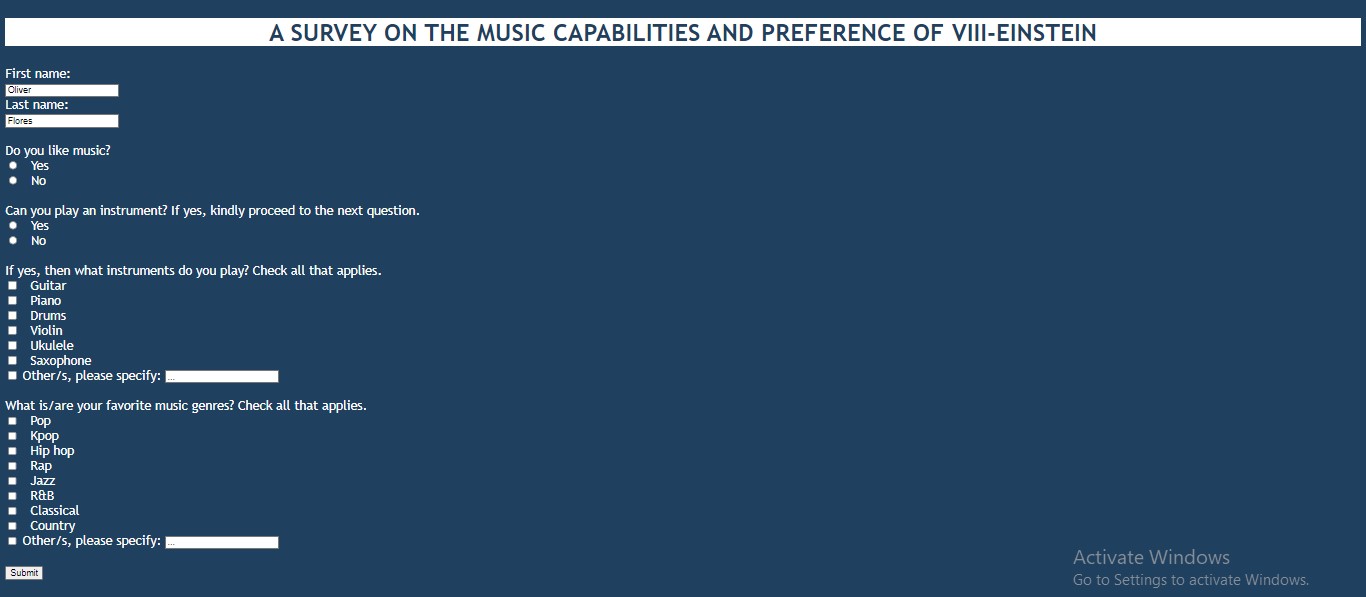 A SURVEY ON THE MUSIC CAPABILITIES AND PREFERENCE OF VIII-EINSTEIN
First name:
Oliver
Last name:
Flores
Do you like music?
Yes
No
Can you play an instrument? If yes, kindly proceed to the next question.
Yes
No
If yes, then what instruments do you play? Check all that applies.
Guitar
Piano
Drums
Violin
Ukulele
Saxophone
Other/s, please specify: ...
What is/are your favorite music genres? Check all that applies.
Pop
Kpop
Hip hop
Rap
Jazz
R&B
Classical
Country
Other/s, please specify: ...
Submit
Activate Windows
Go to Settings to activate Windows.